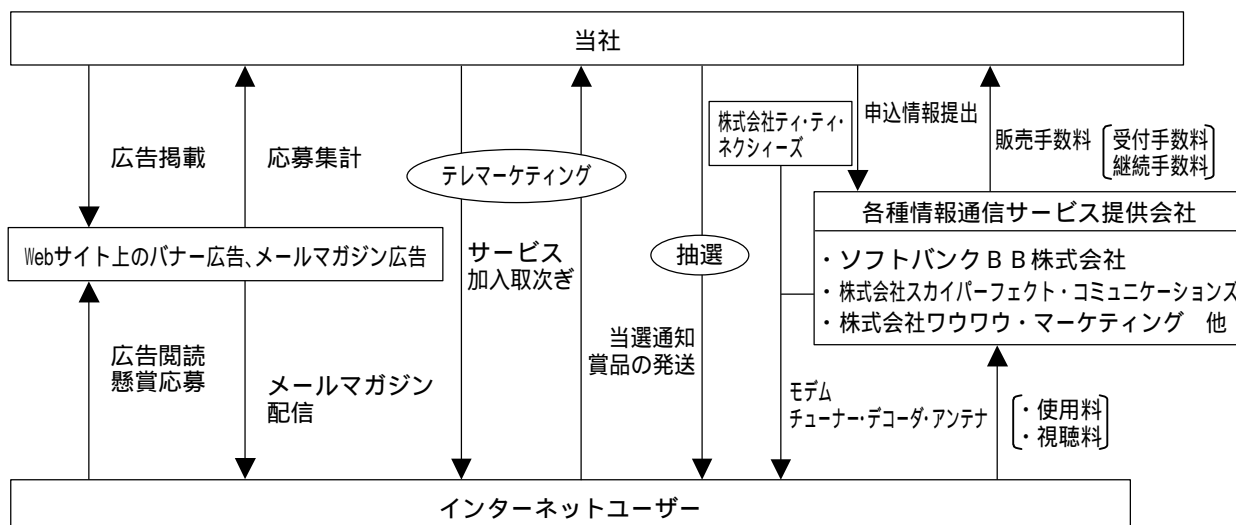 当社
広告掲載
応募集計
テレマーケティング
株式会社ティ・ティ・
ネクシィーズ
申込情報提出
販売手数料
受付手数料
継続手数料
Webサイト上のバナー広告、メールマガジン広告
サービス
加入取次ぎ
抽選
各種情報通信サービス提供会社
・ソフトバンクＢＢ株式会社
・株式会社スカイパーフェクト・コミュニケーションズ
・株式会社ワウワウ・マーケティング　他
広告閲読
懸賞応募
メールマガジン
配信
当選通知
賞品の発送
モデム
チューナー・デコーダ・アンテナ
・使用料
・視聴料
インターネットユーザー